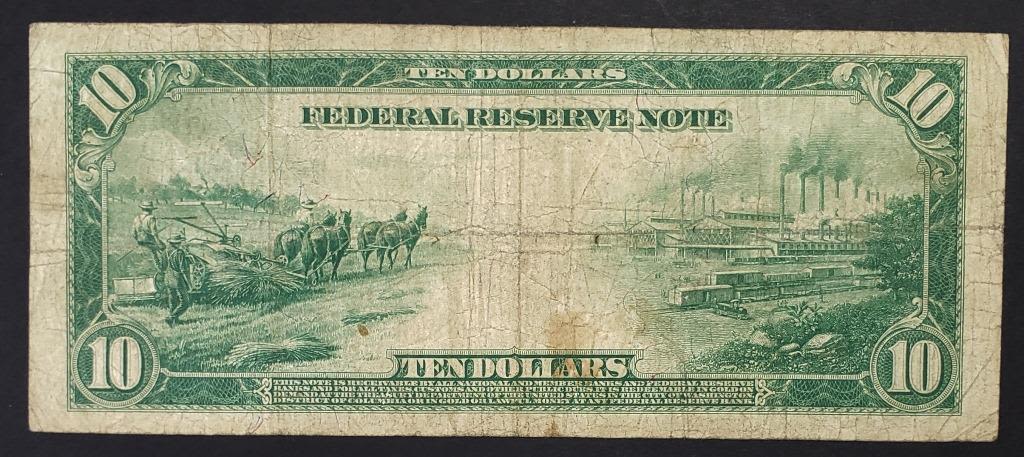 10 TEN DOLLARS 10
FEDERAL RESERVE NOTE
10 TEN DOLLARS 10
THIS NOTE IS RECEIVABLE BY ALL NATIONAL AND MEMBER BANKS AND FEDERAL RESERVE
BANKS AND FOR ALL TAXES, CUSTOMS AND OTHER PUBLIC DUES. IT IS REDEEMABLE IN GOLD ON
DEMAND AT THE TREASURY DEPARTMENT OF THE UNITED STATES IN THE CITY OF WASHINGTON,
DISTRICT OF COLUMBIA OR IN GOLD OR LAWFUL MONEY AT ANY FEDERAL RESERVE BANK.